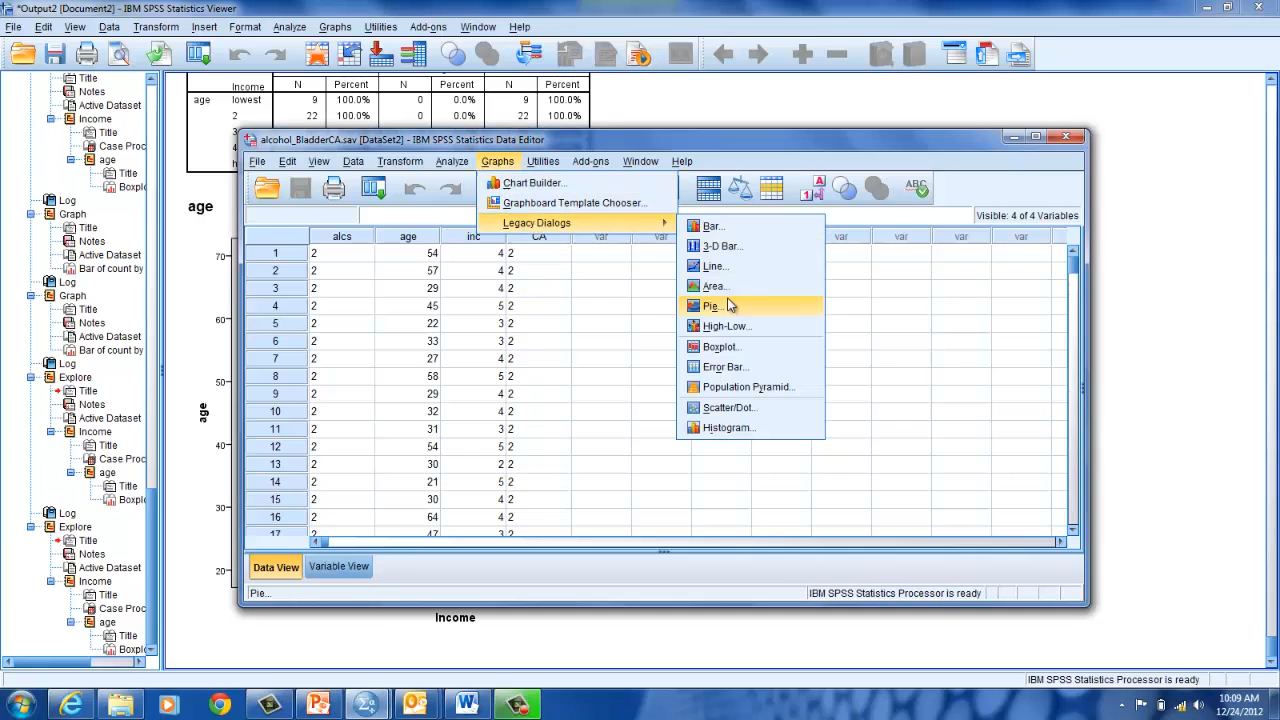 *Output2 [Document2] - IBM SPSS Statistics Viewer
File Edit View Data Transform Insert Format Analyze Graphs Utilities Add-ons Window Help
Title
Notes
Active Dataset
Income
Title
Case Proc
age
Title
Boxpl
Log
Graph
Title
Notes
Active Dataset
Bar of count by
Log
Graph
Title
Notes
Active Dataset
Bar of count by
Log
Explore
Title
Notes
Active Dataset
Income
Title
Case Proc
age
Title
Boxplo
Log
Explore
Title
Notes
Active Dataset
Income
Title
Case Proc
age
Title
Boxplo
Income N Percent N Percent N Percent
age lowest 9 100.0% 0 0.0% 9 100.0%
2 22 100.0% 0 0.0% 22 100.0%
3
4
h
age
70
50
40
30
20
age
Income
alcohol_BladderCA.sav [DataSet2] - IBM SPSS Statistics Data Editor
File Edit View Data Transform Analyze Graphs Utilities Add-ons Window Help
Chart Builder...
Graphboard Template Chooser...
Legacy Dialogs
Bar...
3-D Bar...
Line...
Area...
Pie...
High-Low...
Boxplot...
Error Bar...
Population Pyramid...
Scatter/Dot...
Histogram...
A
1
ABC
Visible: 4 of 4 Variables
alcs age inc CA var var var var var var
1 2 54 4 2
2 2 57 4 2
3 2 29 4 2
4 2 45 5 2
5 2 22 3 2
6 2 33 3 2
7 2 27 4 2
8 2 58 5 2
9 2 29 4 2
10 2 32 4 2
11 2 31 3 2
12 2 54 5 2
13 2 30 2 2
14 2 21 5 2
15 2 30 4 2
16 2 64 4 2
17 2 47 3 2
Data View Variable View
Pie... IBM SPSS Statistics Processor is ready
IBM SPSS Statistics Processor is ready
10:09 AM
12/24/2012